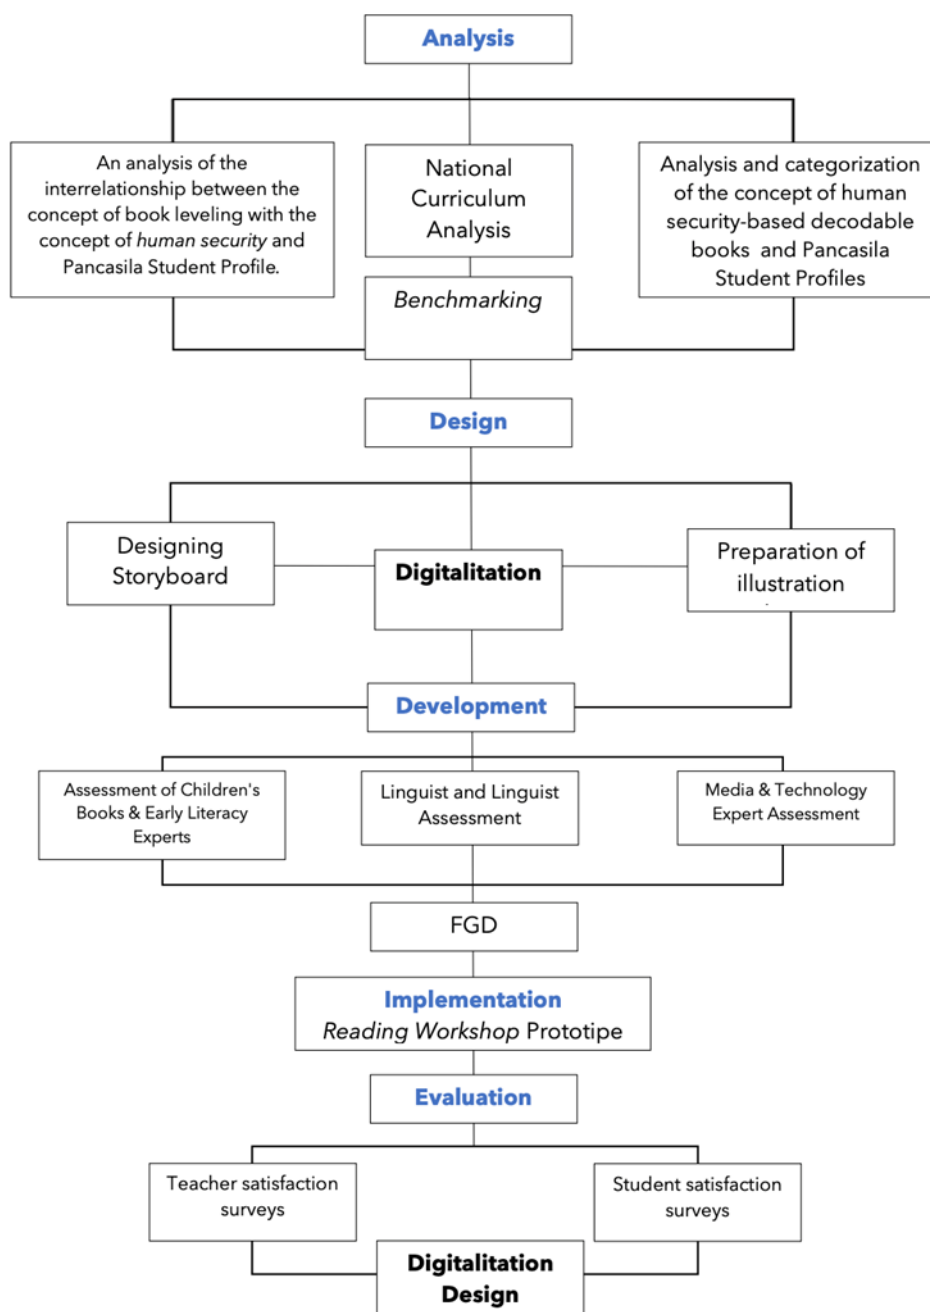 Analysis
An analysis of the
interrelationship between the
concept of book leveling with the
concept of human security and
Pancasila Student Profile.
National
Curriculum
Analysis
Analysis and categorization
of the concept of human
security-based decodable
books and Pancasila
Student Profiles
Benchmarking
Design
Designing
Storyboard
Digitalitation
Preparation of
illustration
Development
Assessment of Children's
Books & Early Literacy
Experts
Linguist and Linguist
Assessment
Media & Technology
Expert Assessment
FGD
Implementation
Reading Workshop Prototipe
Evaluation
Teacher satisfaction
surveys
Student satisfaction
surveys
Digitalitation
Design